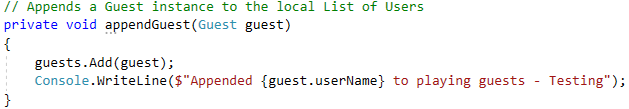 // Appends a Guest instance to the local List of Users
private void appendGuest(Guest guest)
{
guests.Add(guest);
Console.WriteLine($"Appended {guest.userName} to playing guests - Testing");
}